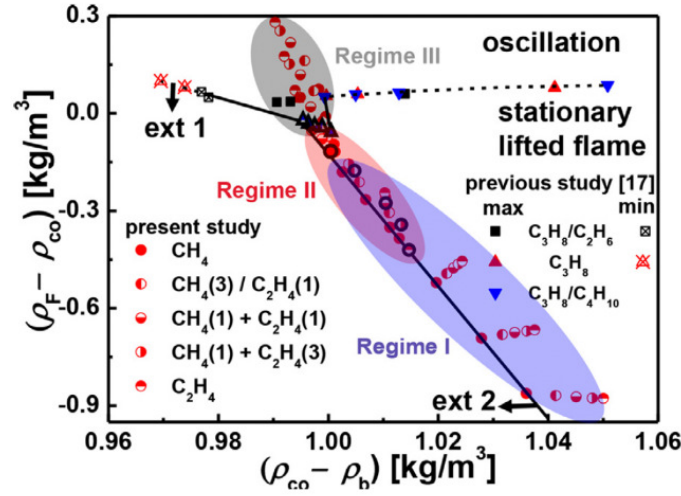 0.3
0.0
-0.3
-0.6
-0.9
(ρF – ρco) [kg/m³]
Regime III
oscillation
stationary
lifted flame
ext 1
Regime II
previous study [17]
max
min
C₃H₈/C₂H₆
C₃H₈
C₃H₈/C₄H₁₀
present study
CH₄
CH₄(3) / C₂H₄(1)
CH₄(1) + C₂H₄(1)
CH₄(1) + C₂H₄(3)
C₂H₄
Regime I
ext 2
0.96 0.98 1.00 1.02 1.04 1.06
(ρco – ρb) [kg/m³]